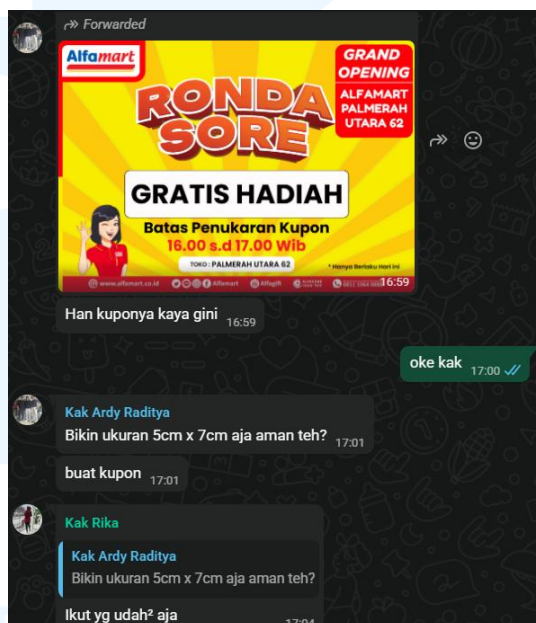 Forwarded
Alfamart
GRAND
OPENING
ALFAMART
PALMERAH
UTARA 62
RONDA
SORE
GRATIS HADIAH
Batas Penukaran Kupon
16.00 s.d 17.00 Wib
TOKO : PALMERAH UTARA 62
* Hanya Berlaku Hari ini
www.alfamart.co.id
Alfamart
Alfagift
16:59
Han kuponya kaya gini 16:59
oke kak 17:00
Kak Ardy Raditya
Bikin ukuran 5cm x 7cm aja aman teh? 17:01
buat kupon 17:01
Kak Rika
Kak Ardy Raditya
Bikin ukuran 5cm x 7cm aja aman teh?
Ikut yg udah² aja 17:04